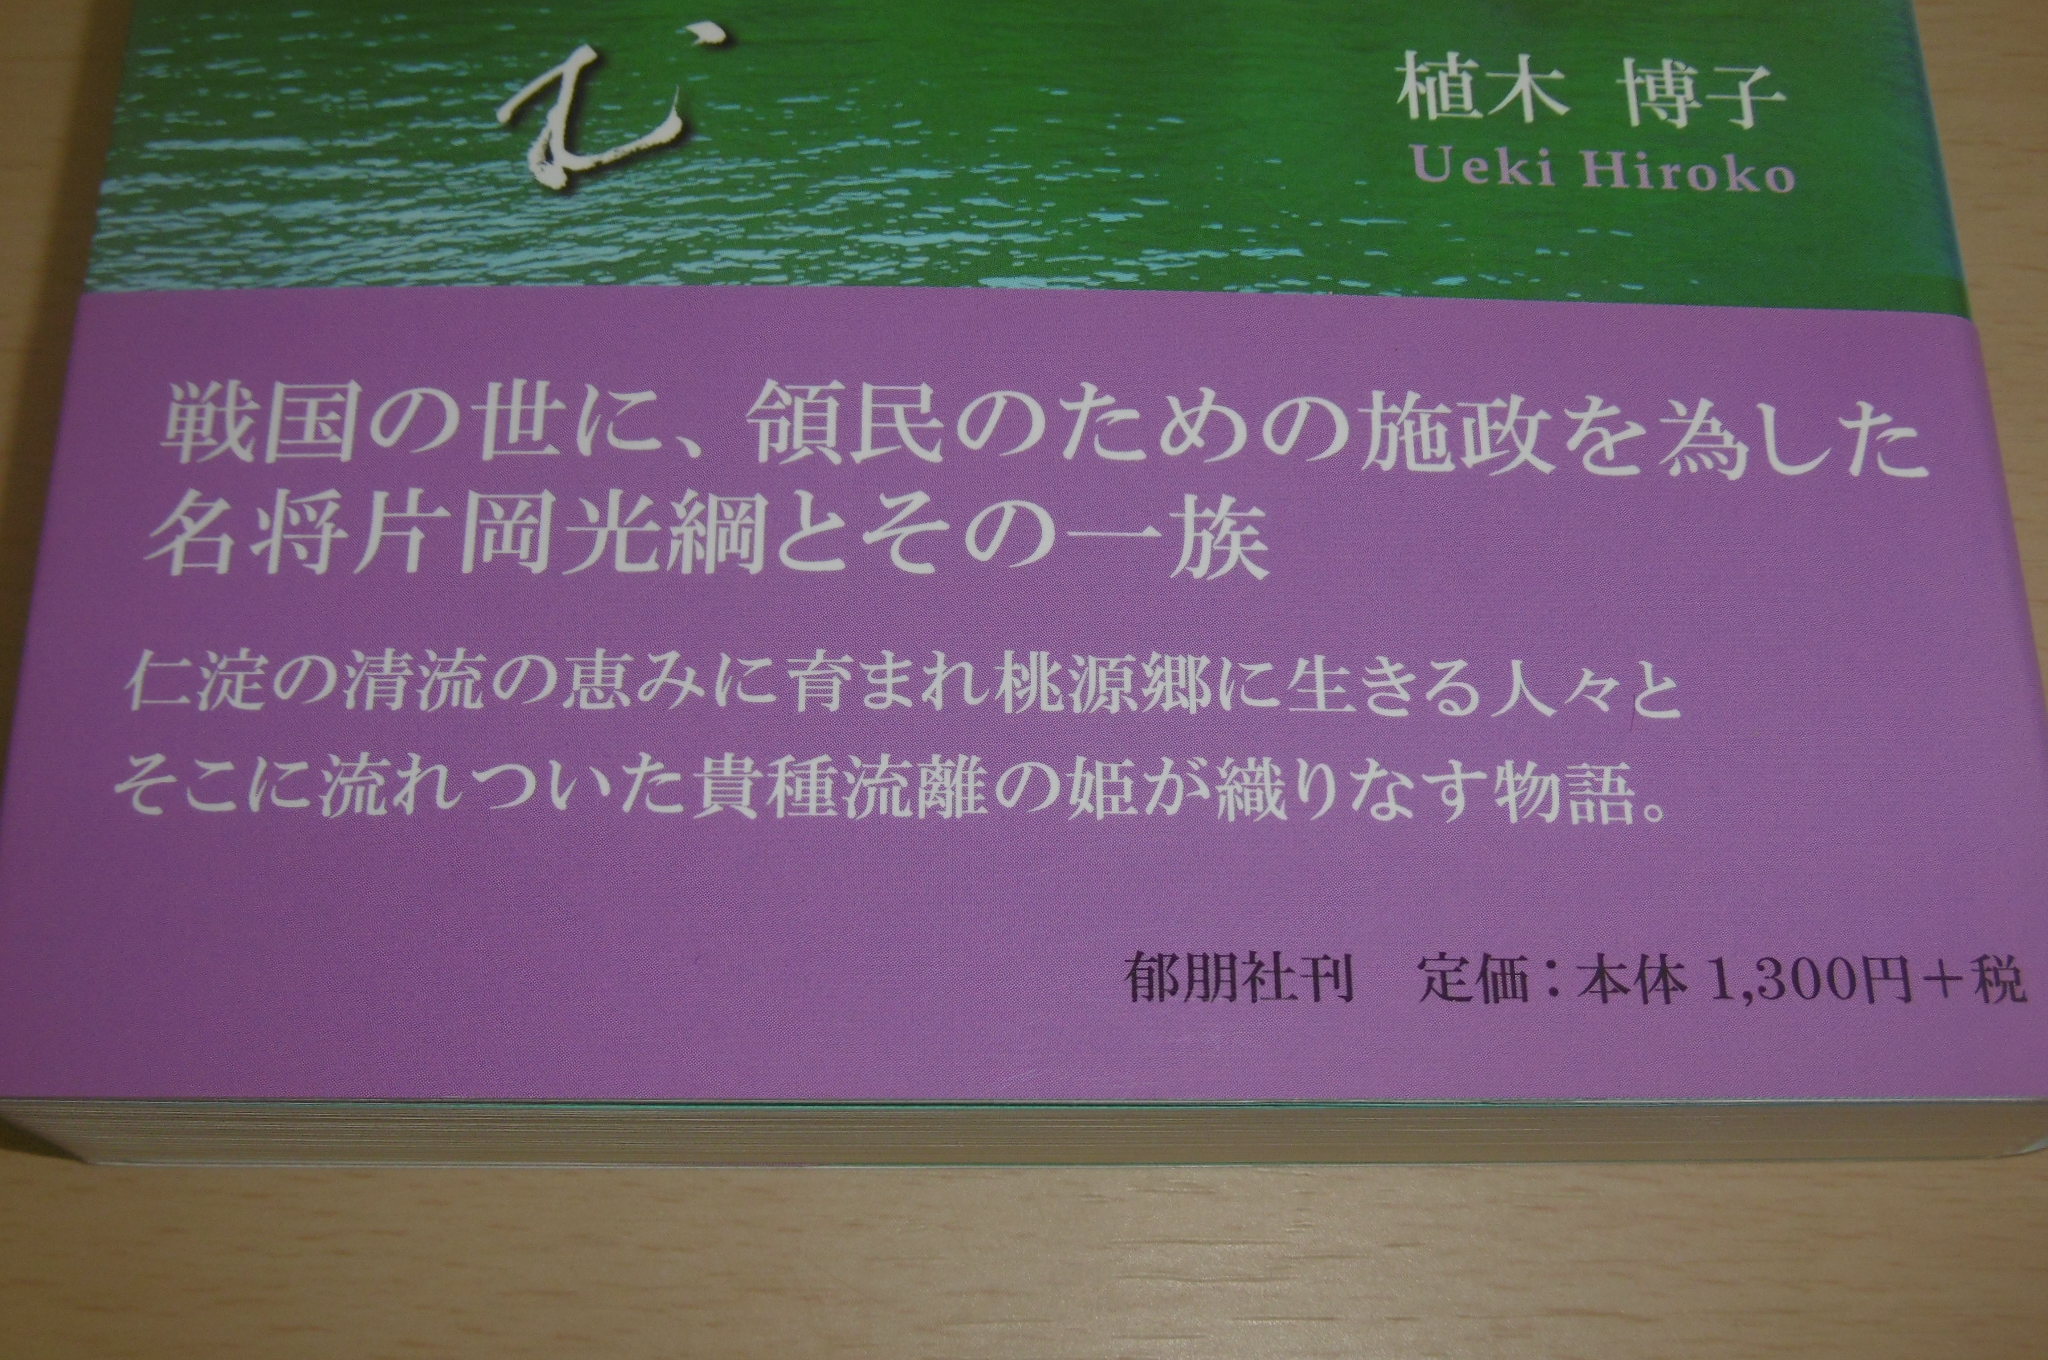 む
植木 博子
Ueki Hiroko
戦国の世に、領民のための施政を為した
名将片岡光綱とその一族
仁淀の清流の恵みに育まれ桃源郷に生きる人々と
そこに流れついた貴種流離の姫が織りなす物語。
郁朋社刊 定価：本体 1,300円＋税